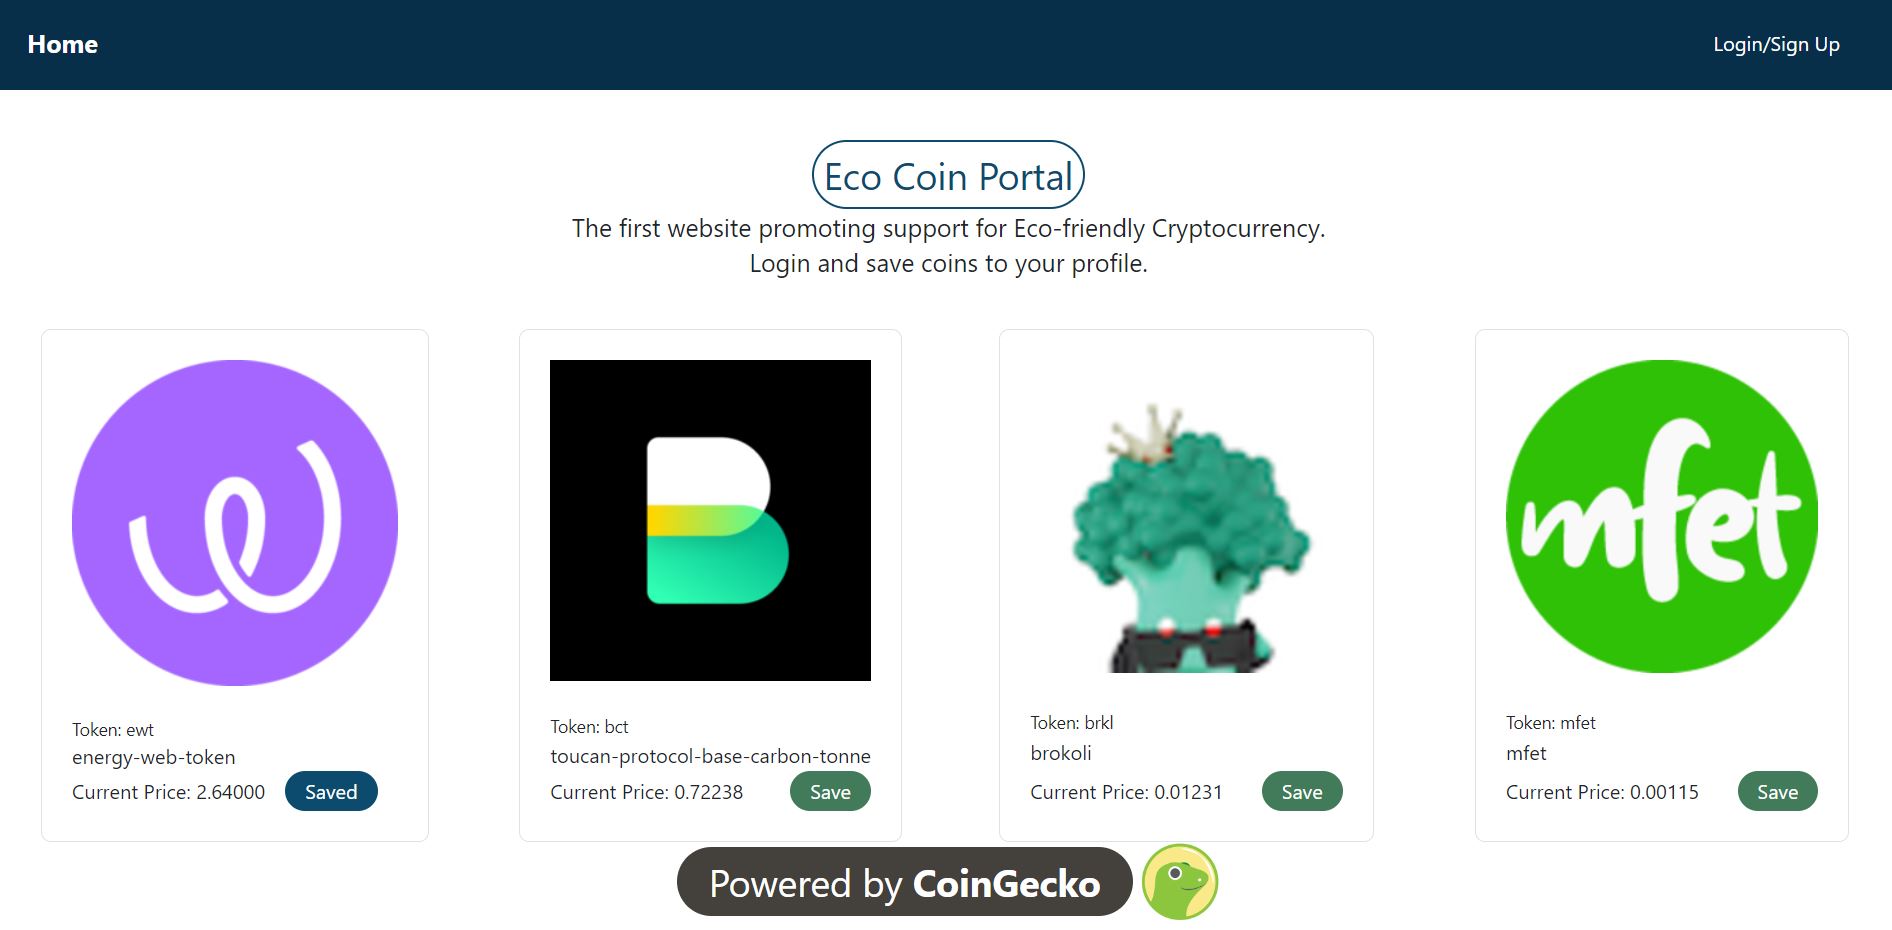 Home
Login/Sign Up
Eco Coin Portal
The first website promoting support for Eco-friendly Cryptocurrency.
Login and save coins to your profile.
Token: ewt
energy-web-token
Current Price: 2.64000 Saved
B
Token: bct
toucan-protocol-base-carbon-tonne
Current Price: 0.72238 Save
Token: brkl
brokoli
Current Price: 0.01231 Save
mfet
Token: mfet
mfet
Current Price: 0.00115 Save
Powered by CoinGecko